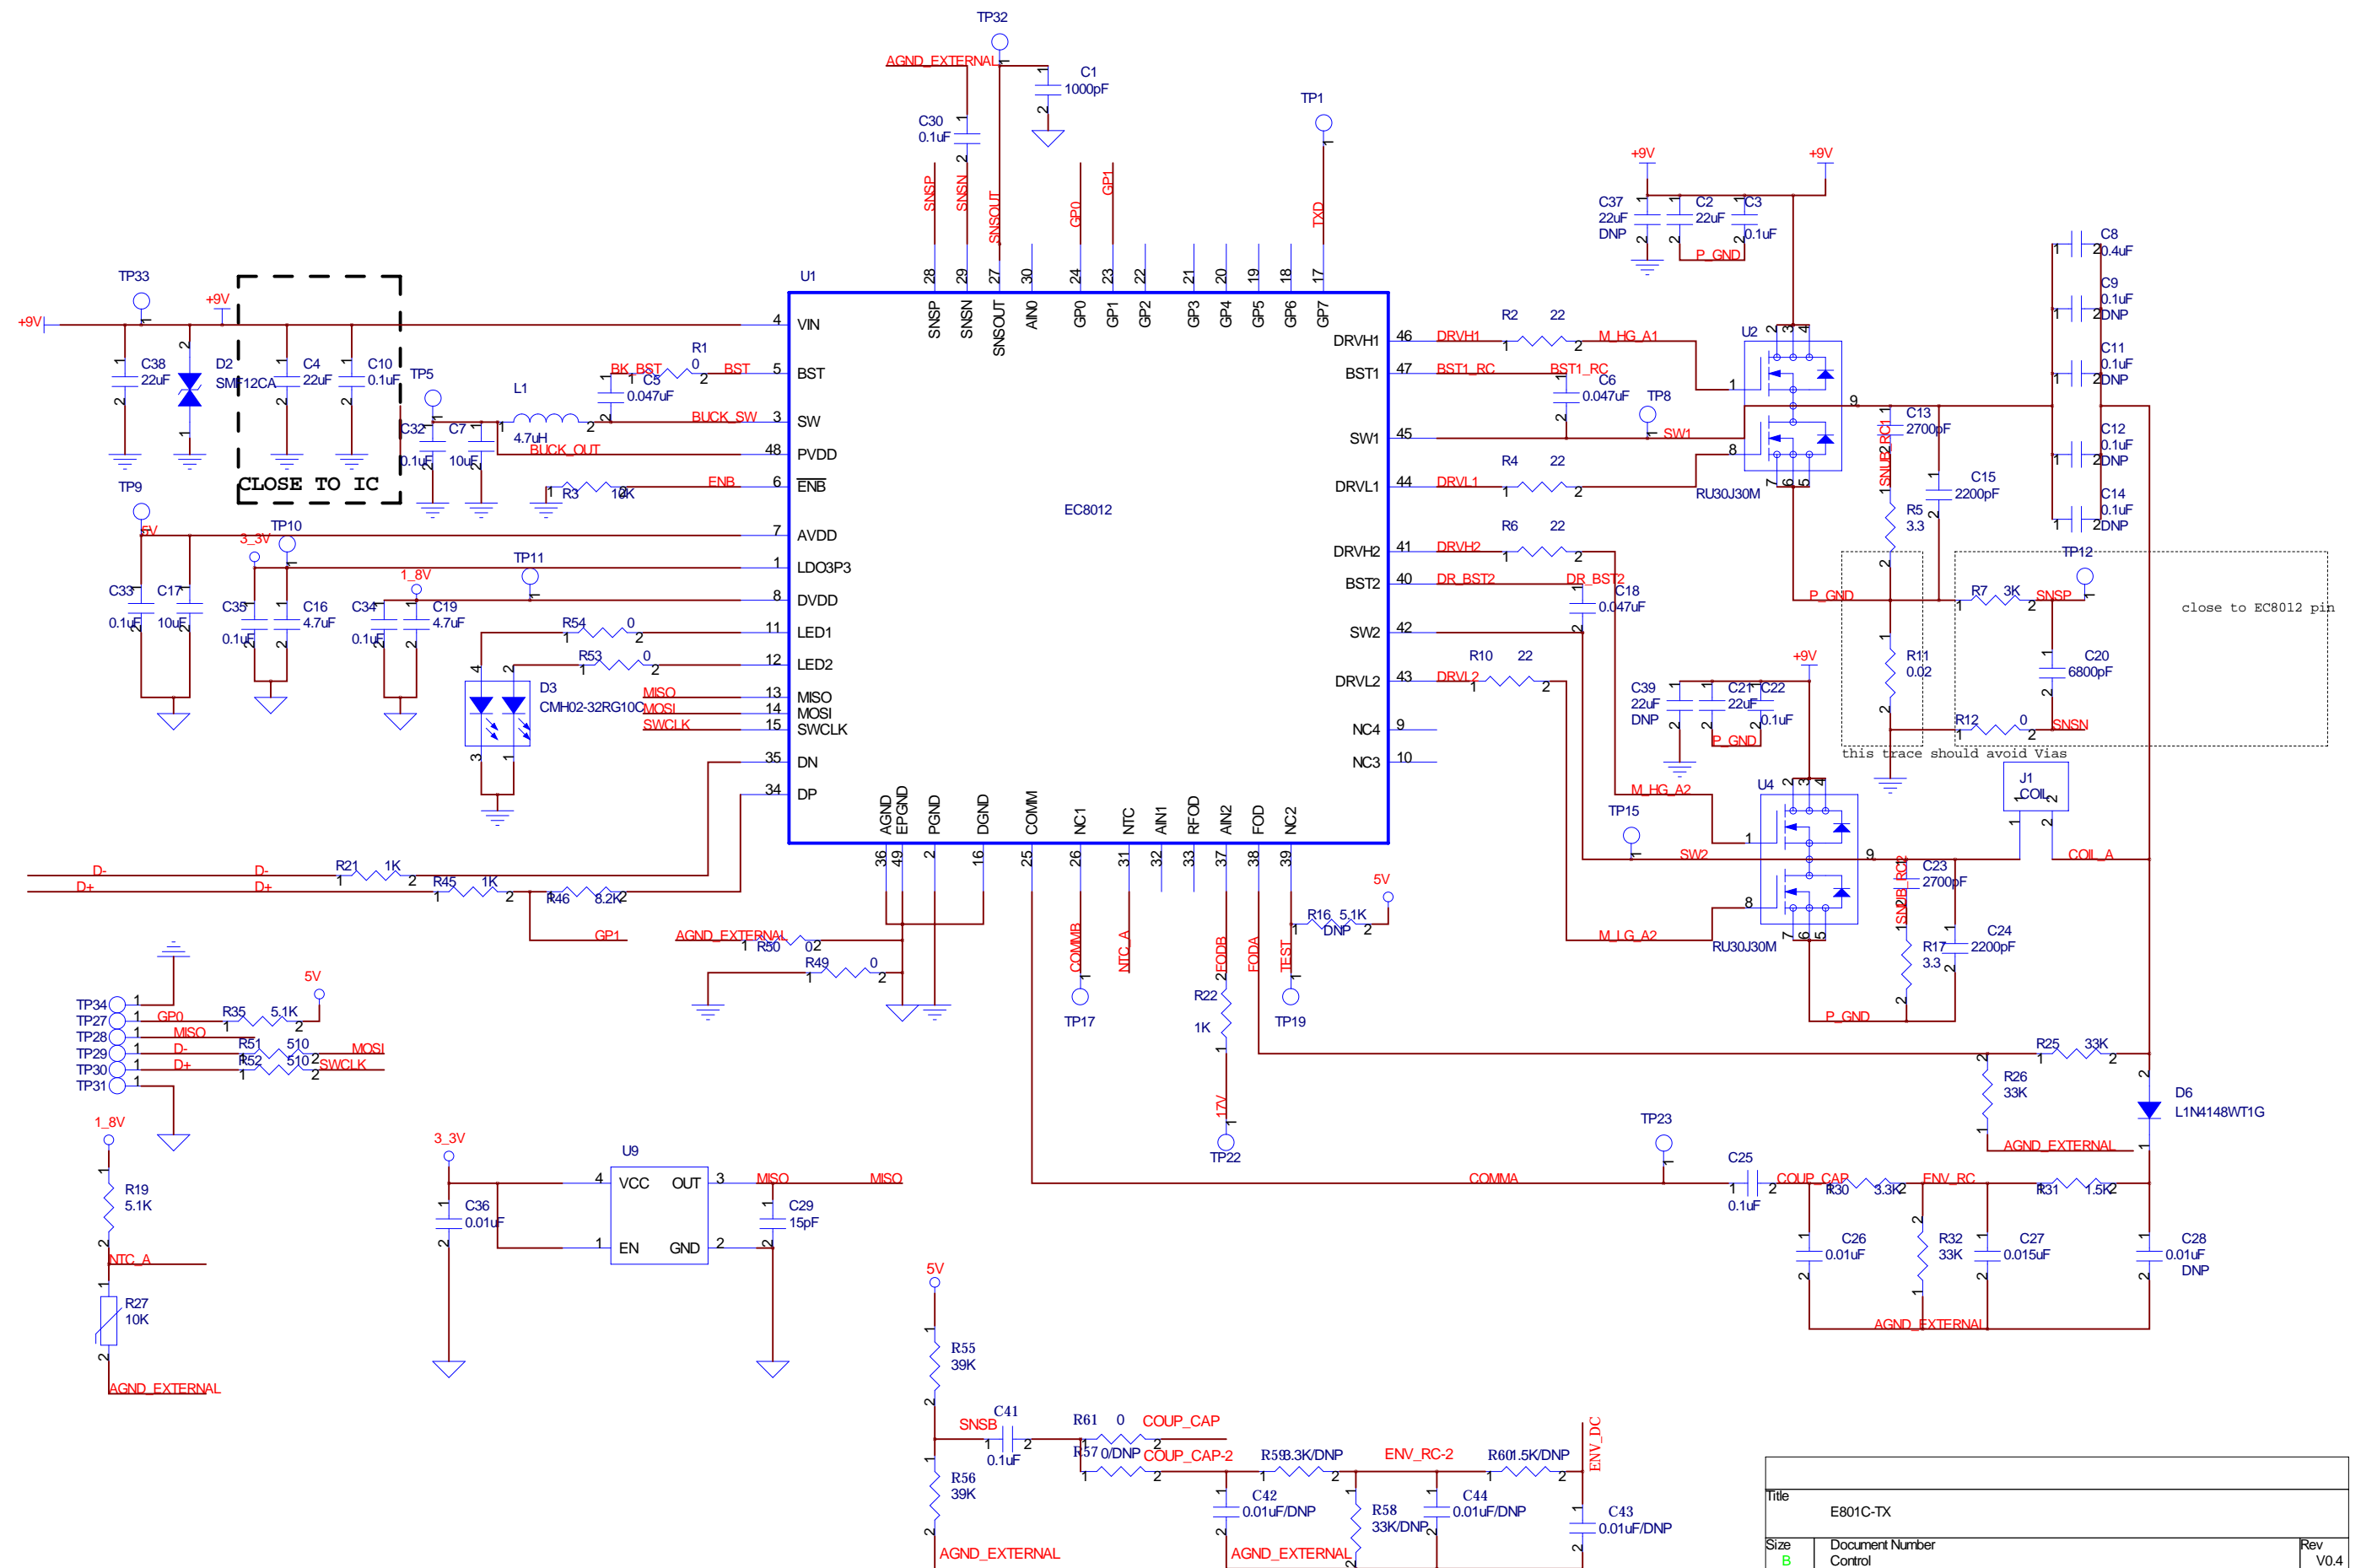 TP32
AGND_EXTERNAL
1
C1
1000pF
2
C30
0.1uF
1
2
TP1
1
SNSP
SNSN
SNSOUT
GP0
GP1
TXD
+9V
+9V
C37
22uF
DNP
C2
22uF
C3
0.1uF
P_GND
TP33
+9V
+9V
C38
22uF
D2
SMF12CA
C4
22uF
C10
0.1uF
CLOSE TO IC
U1
EC8012
28 SNSP
29 SNSN
27 SNSOUT
30 AIN0
24 GP0
23 GP1
22 GP2
21 GP3
20 GP4
19 GP5
18 GP6
17 GP7
4 VIN
5 BST
3 SW
48 PVDD
6 ENB
7 AVDD
1 LDO3P3
8 DVDD
11 LED1
12 LED2
13 MISO
14 MOSI
15 SWCLK
35 DN
34 DP
DRVH1 46
BST1 47
SW1 45
DRVL1 44
DRVH2 41
BST2 40
SW2 42
DRVL2 43
NC4 9
NC3 10
AGND 36
EPGND 49
PGND 2
DGND 16
COMM 25
NC1 26
NTC 31
AIN1 32
RFOD 33
AIN2 37
FOD 38
NC2 39
R1
0
BK_BST
BST
C5
0.047uF
TP5
L1
4.7uH
BUCK_SW
BUCK_OUT
C32
0.1uF
C7
10uF
R3 10K
ENB
TP9
5V
TP10
3_3V
TP11
1_8V
C33
0.1uF
C17
10uF
C35
0.1uF
C16
4.7uF
C34
0.1uF
C19
4.7uF
R54 0
R53 0
D3
CMH02-32RG10C
MISO
MOSI
SWCLK
DRVH1
R2 22
M_HG_A1
BST1_RC
BST1_RC
C6
0.047uF
TP8
SW1
R4 22
DRVL1
R6 22
DRVH2
DR_BST2
DR_BST2
C18
0.047uF
R10 22
DRVL2
U2
RU30J30M
C13
2700pF
SNUB_RC1
C15
2200pF
R5
3.3
C8
0.4uF
C9
0.1uF
DNP
C11
0.1uF
DNP
C12
0.1uF
DNP
C14
0.1uF
DNP
TP12
P_GND
R7 3K
SNSP
close to EC8012 pin
R11
0.02
C20
6800pF
R12 0
SNSN
this trace should avoid Vias
+9V
C39
22uF
DNP
C21
22uF
C22
0.1uF
P_GND
M_HG_A2
U4
J1
COIL
TP15
SW2
COIL_A
C23
2700pF
SNUB_RC2
M_LG_A2
RU30J30M
R17
3.3
C24
2200pF
P_GND
D-
D-
R21 1K
D+
D+
R45 1K
R46 8.2K
GP1
AGND_EXTERNAL
R50 0
R49 0
COMMB
NTC_A
FODB
FODA
TEST
R16 5.1K
DNP
5V
TP17
R22
1K
TP19
17V
TP22
5V
TP34
TP27
GP0
R35 5.1K
TP28
MISO
TP29
D-
R51 510
MOSI
TP30
D+
R52 510
SWCLK
TP31
R25 33K
R26
33K
D6
L1N4148WT1G
AGND_EXTERNAL
TP23
C25
0.1uF
COMMA
COUP_CAP
R30 3.3K
ENV_RC
R31 1.5K
C26
0.01uF
R32
33K
C27
0.015uF
C28
0.01uF
DNP
AGND_EXTERNAL
1_8V
R19
5.1K
NTC_A
R27
10K
AGND_EXTERNAL
3_3V
U9
4 VCC OUT 3
1 EN GND 2
C36
0.01uF
MISO
MISO
C29
15pF
5V
R55
39K
SNSB
C41
0.1uF
R61 0
COUP_CAP
R57 0/DNP
COUP_CAP-2
R59 3.3K/DNP
ENV_RC-2
R60 1.5K/DNP
ENV_DC
R56
39K
C42
0.01uF/DNP
R58
33K/DNP
C44
0.01uF/DNP
C43
0.01uF/DNP
AGND_EXTERNAL
AGND_EXTERNAL
Title
E801C-TX
Size
B
Document Number
Control
Rev
V0.4